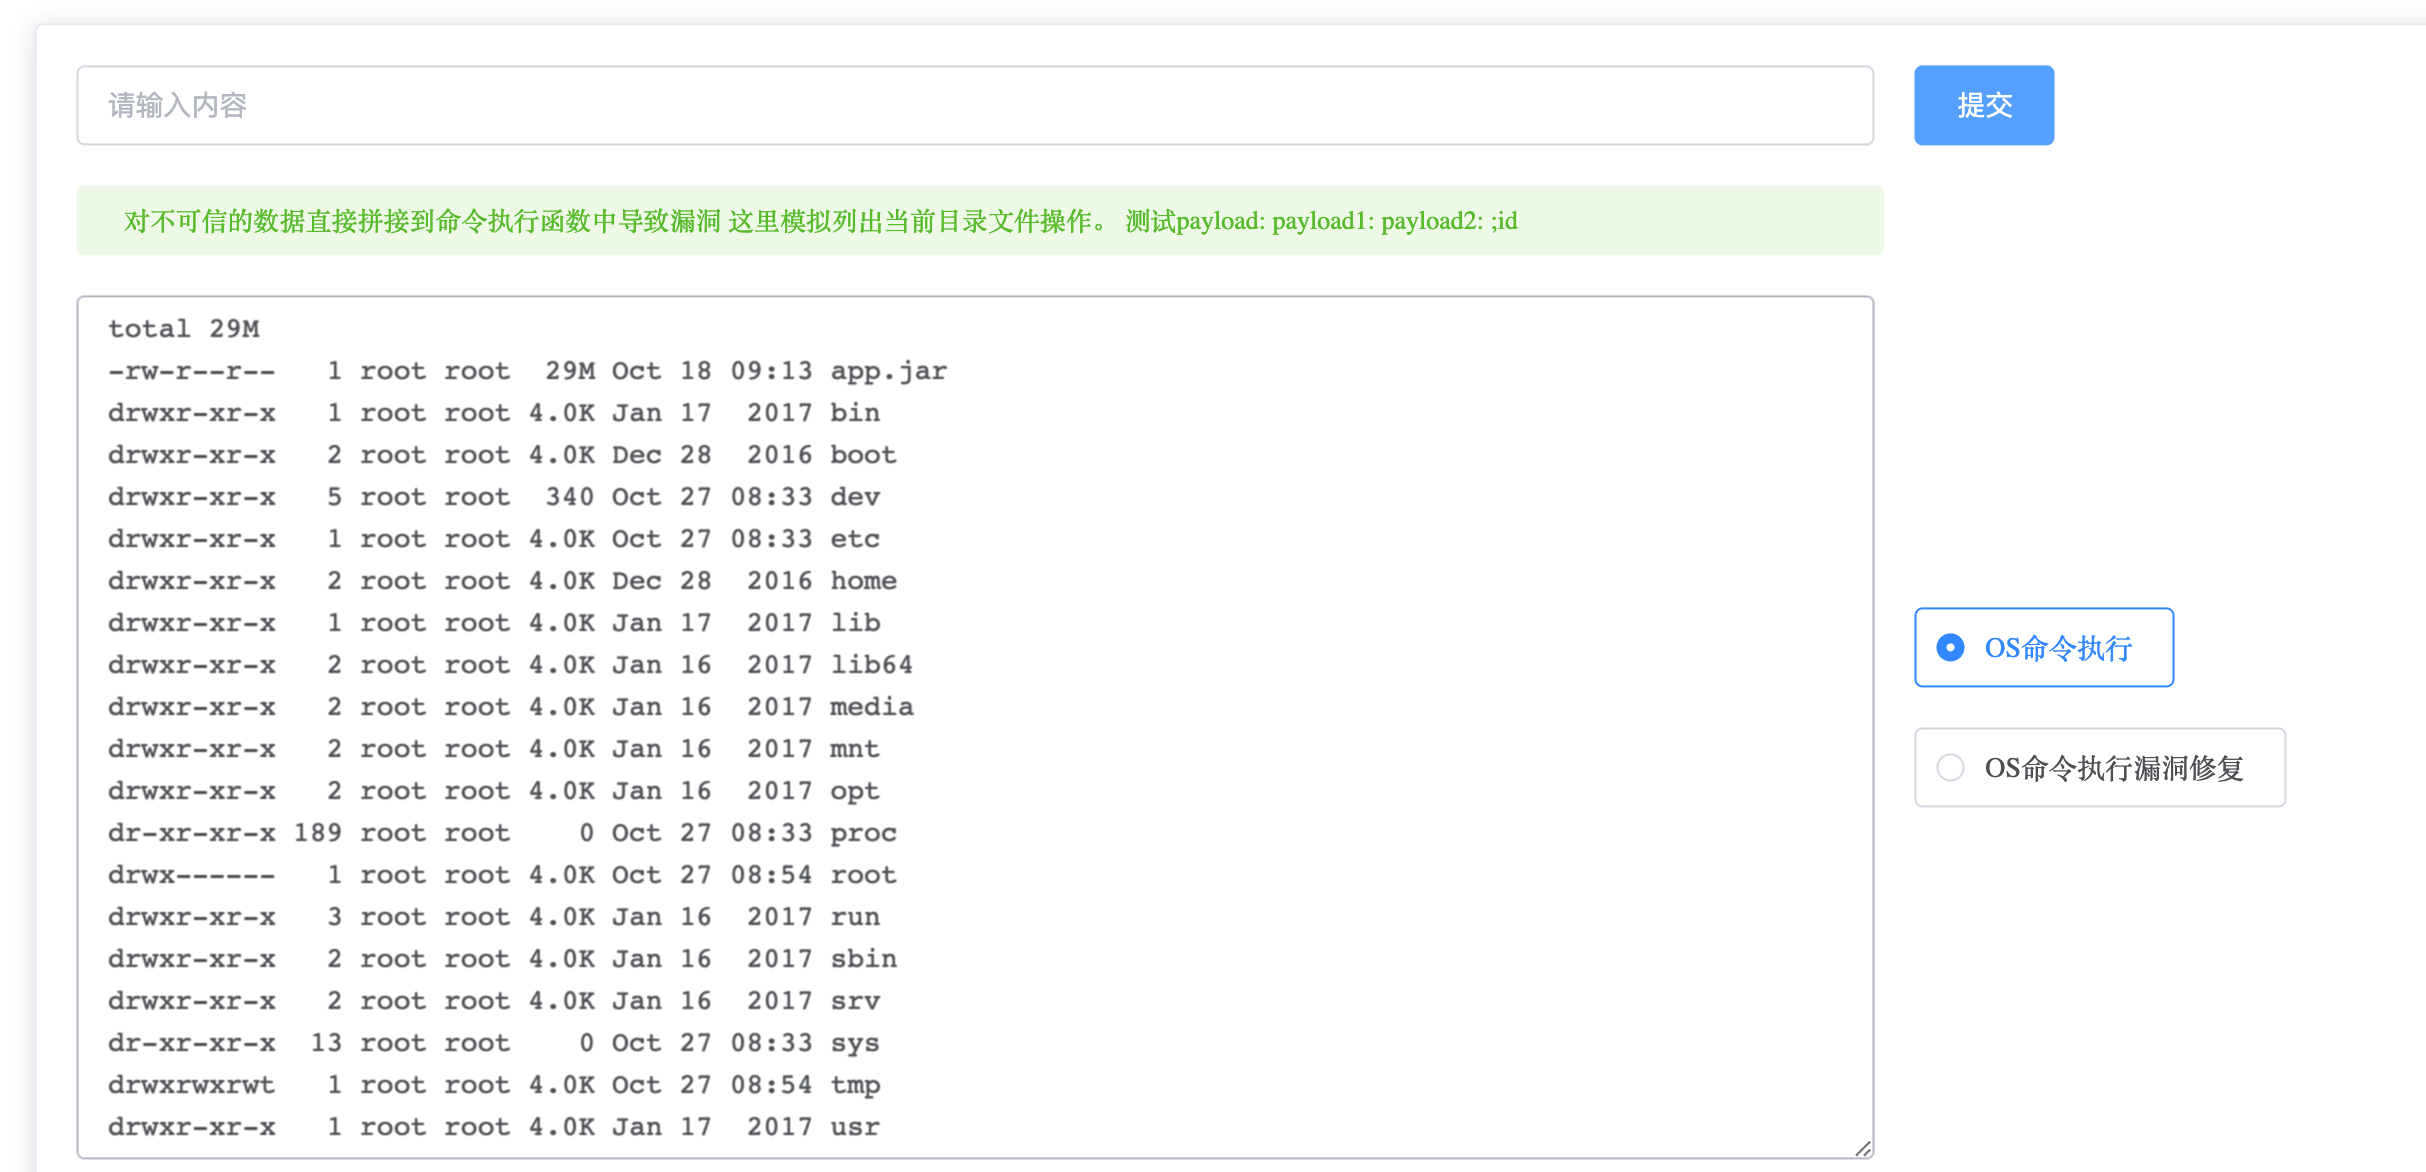 请输入内容
提交
对不可信的数据直接拼接到命令执行函数中导致漏洞 这里模拟列出当前目录文件操作。 测试payload: payload1: payload2: ;id
total 29M
-rw-r--r--   1 root root  29M Oct 18 09:13 app.jar
drwxr-xr-x   1 root root 4.0K Jan 17  2017 bin
drwxr-xr-x   2 root root 4.0K Dec 28  2016 boot
drwxr-xr-x   5 root root  340 Oct 27 08:33 dev
drwxr-xr-x   1 root root 4.0K Oct 27 08:33 etc
drwxr-xr-x   2 root root 4.0K Dec 28  2016 home
drwxr-xr-x   1 root root 4.0K Jan 17  2017 lib
drwxr-xr-x   2 root root 4.0K Jan 16  2017 lib64
drwxr-xr-x   2 root root 4.0K Jan 16  2017 media
drwxr-xr-x   2 root root 4.0K Jan 16  2017 mnt
drwxr-xr-x   2 root root 4.0K Jan 16  2017 opt
dr-xr-xr-x 189 root root    0 Oct 27 08:33 proc
drwx------   1 root root 4.0K Oct 27 08:54 root
drwxr-xr-x   3 root root 4.0K Jan 16  2017 run
drwxr-xr-x   2 root root 4.0K Jan 16  2017 sbin
drwxr-xr-x   2 root root 4.0K Jan 16  2017 srv
dr-xr-xr-x  13 root root    0 Oct 27 08:33 sys
drwxrwxrwt   1 root root 4.0K Oct 27 08:54 tmp
drwxr-xr-x   1 root root 4.0K Jan 17  2017 usr
OS命令执行
OS命令执行漏洞修复